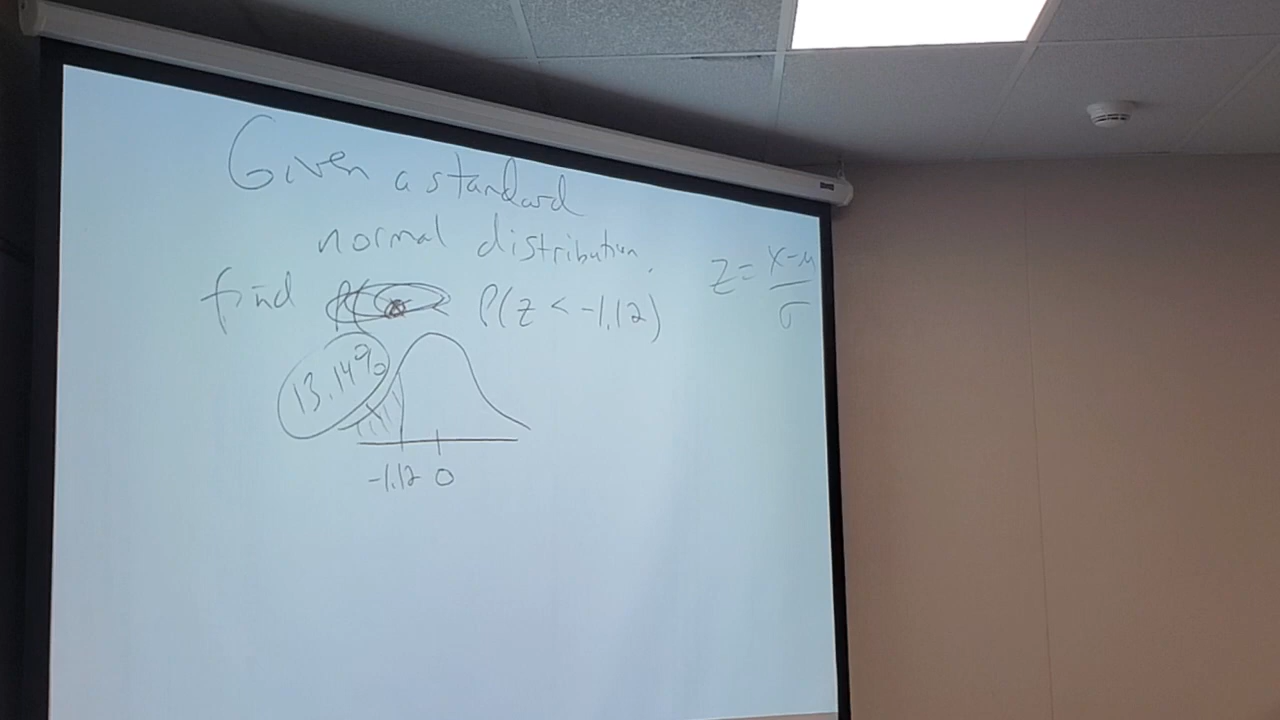 Given a standard
normal distribution,
find P(z < -1.12)
z = x-μ
σ
13.14%
-1.12 0